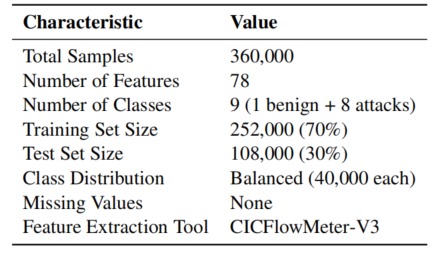 Characteristic Value
Total Samples 360,000
Number of Features 78
Number of Classes 9 (1 benign + 8 attacks)
Training Set Size 252,000 (70%)
Test Set Size 108,000 (30%)
Class Distribution Balanced (40,000 each)
Missing Values None
Feature Extraction Tool CICFlowMeter-V3